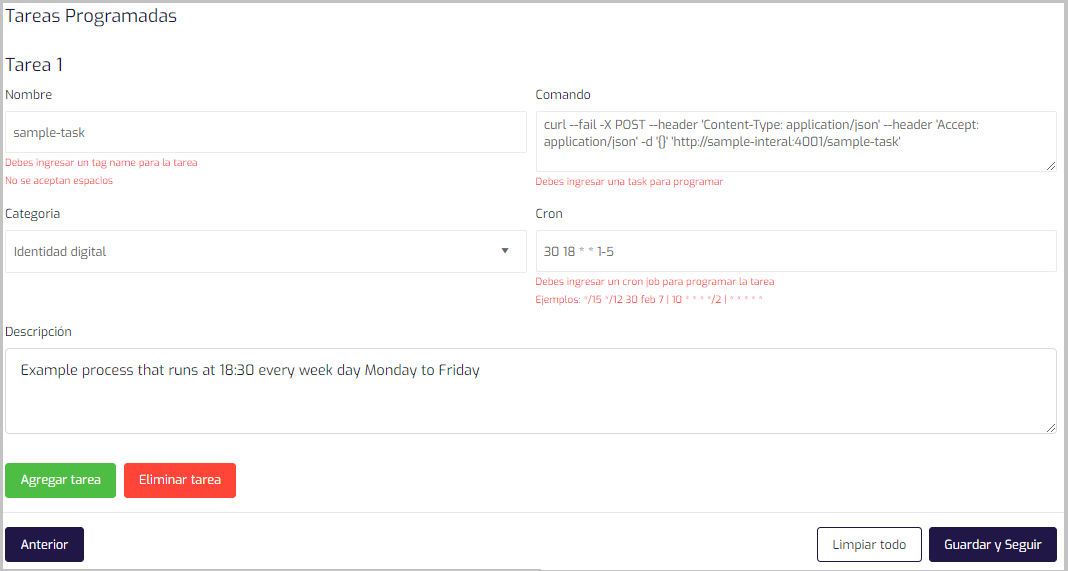 Tareas Programadas
Tarea 1
Nombre
sample-task
Debes ingresar un tag name para la tarea
No se aceptan espacios
Comando
curl --fail -X POST --header 'Content-Type: application/json' --header 'Accept:
application/json' -d '{}' 'http://sample-interal:4001/sample-task'
Debes ingresar una task para programar
Categoria
Identidad digital
Cron
30 18 * * 1-5
Debes ingresar un cron job para programar la tarea
Ejemplos: */15 */12 30 feb 7 | 10 * * * */2 | * * * * *
Descripción
Example process that runs at 18:30 every week day Monday to Friday
Agregar tarea Eliminar tarea
Anterior Limpiar todo Guardar y Seguir